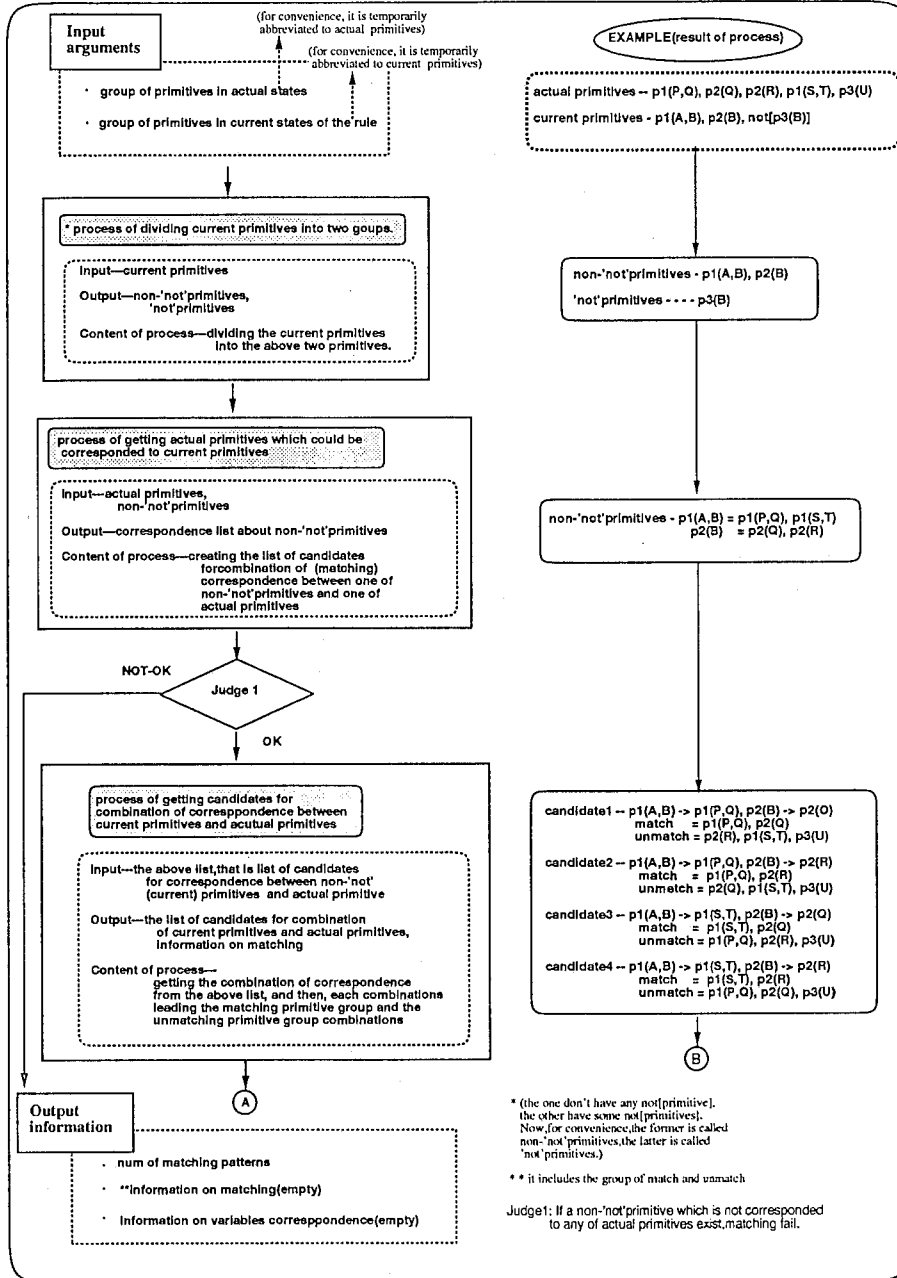 Input
arguments
(for convenience, it is temporarily
abbreviated to actual primitives)
(for convenience, it is temporarily
abbreviated to current primitives)
· group of primitives in actual states
· group of primitives in current states of the rule
* process of dividing current primitives into two goups.
Input—current primitives
Output—non-'not'primitives,
'not'primitives
Content of process—dividing the current primitives
into the above two primitives.
process of getting actual primitives which could be
corresponded to current primitives
Input—actual primitives,
non-'not'primitives
Output—correspondence list about non-'not'primitives
Content of process—creating the list of candidates
forcombination of (matching)
correspondence between one of
non-'not'primitives and one of
actual primitives
NOT-OK
Judge 1
OK
process of getting candidates for
combination of correspppondence between
current primitives and acutual primitives
Input—the above list,that is list of candidates
for correspondence between non-'not'
(current) primitives and actual primitive
Output—the list of candidates for combination
of current primitives and actual primitives,
Information on matching
Content of process—
getting the combination of correspondence
from the above list, and then, each combinations
leading the matching primitive group and the
unmatching primitive group combinations
A
Output
information
· num of matching patterns
· **Information on matching(empty)
· Information on variables correspppondence(empty)
EXAMPLE(result of process)
actual primitives -- p1(P,Q), p2(Q), p2(R), p1(S,T), p3(U)
current primitives - p1(A,B), p2(B), not[p3(B)]
non-'not'primitives - p1(A,B), p2(B)
'not'primitives - - - - p3(B)
non-'not'primitives - p1(A,B) = p1(P,Q), p1(S,T)
p2(B) = p2(Q), p2(R)
candidate1 -- p1(A,B) -> p1(P,Q), p2(B) -> p2(O)
match = p1(P,Q), p2(Q)
unmatch = p2(R), p1(S,T), p3(U)
candidate2 -- p1(A,B) -> p1(P,Q), p2(B) -> p2(R)
match = p1(P,Q), p2(R)
unmetch = p2(Q), p1(S,T), p3(U)
candidate3 -- p1(A,B) -> p1(S,T), p2(B) -> p2(Q)
match = p1(S,T), p2(Q)
unmatch = p1(P,Q), p2(R), p3(U)
candidate4 -- p1(A,B) -> p1(S,T), p2(B) -> p2(R)
match = p1(S,T), p2(R)
unmatch = p1(P,Q), p2(Q), p3(U)
B
* (the one don't have any not[primitive].
the other have some not[primitives].
Now,for convenience,the former is called
non-'not'primitives,the latter is called
'not'primitives.)
* * it includes the group of match and unmatch
Judge1: If a non-'not'primitive which is not corresponded
to any of actual primitives exist,matching fail.